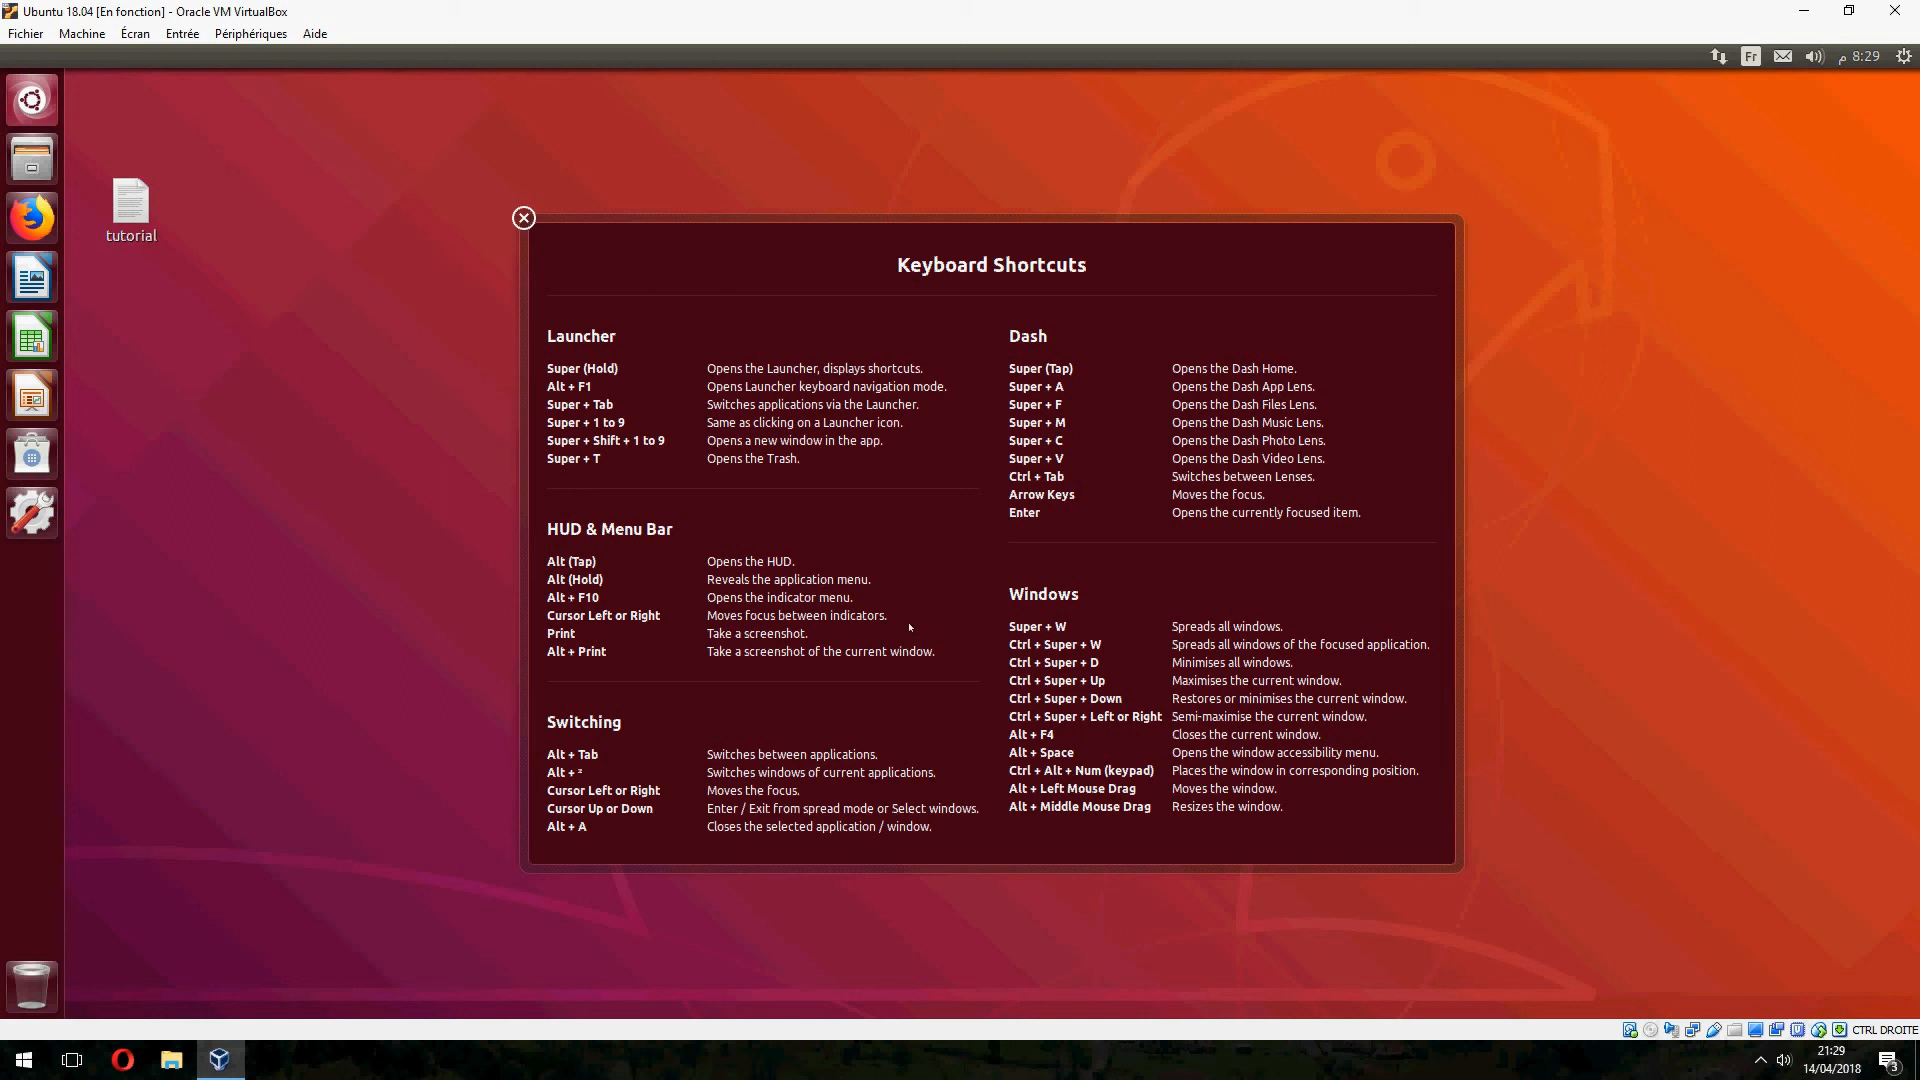 Ubuntu 18.04 [En fonction] - Oracle VM VirtualBox
Fichier Machine Écran Entrée Périphériques Aide
Fr م 8:29
tutorial
Keyboard Shortcuts
Launcher
Super (Hold) Opens the Launcher, displays shortcuts.
Alt + F1 Opens Launcher keyboard navigation mode.
Super + Tab Switches applications via the Launcher.
Super + 1 to 9 Same as clicking on a Launcher icon.
Super + Shift + 1 to 9 Opens a new window in the app.
Super + T Opens the Trash.
HUD & Menu Bar
Alt (Tap) Opens the HUD.
Alt (Hold) Reveals the application menu.
Alt + F10 Opens the indicator menu.
Cursor Left or Right Moves focus between indicators.
Print Take a screenshot.
Alt + Print Take a screenshot of the current window.
Switching
Alt + Tab Switches between applications.
Alt + ² Switches windows of current applications.
Cursor Left or Right Moves the focus.
Cursor Up or Down Enter / Exit from spread mode or Select windows.
Alt + A Closes the selected application / window.
Dash
Super (Tap) Opens the Dash Home.
Super + A Opens the Dash App Lens.
Super + F Opens the Dash Files Lens.
Super + M Opens the Dash Music Lens.
Super + C Opens the Dash Photo Lens.
Super + V Opens the Dash Video Lens.
Ctrl + Tab Switches between Lenses.
Arrow Keys Moves the focus.
Enter Opens the currently focused item.
Windows
Super + W Spreads all windows.
Ctrl + Super + W Spreads all windows of the focused application.
Ctrl + Super + D Minimises all windows.
Ctrl + Super + Up Maximises the current window.
Ctrl + Super + Down Restores or minimises the current window.
Ctrl + Super + Left or Right Semi-maximise the current window.
Alt + F4 Closes the current window.
Alt + Space Opens the window accessibility menu.
Ctrl + Alt + Num (keypad) Places the window in corresponding position.
Alt + Left Mouse Drag Moves the window.
Alt + Middle Mouse Drag Resizes the window.
CTRL DROITE
21:29
14/04/2018
3